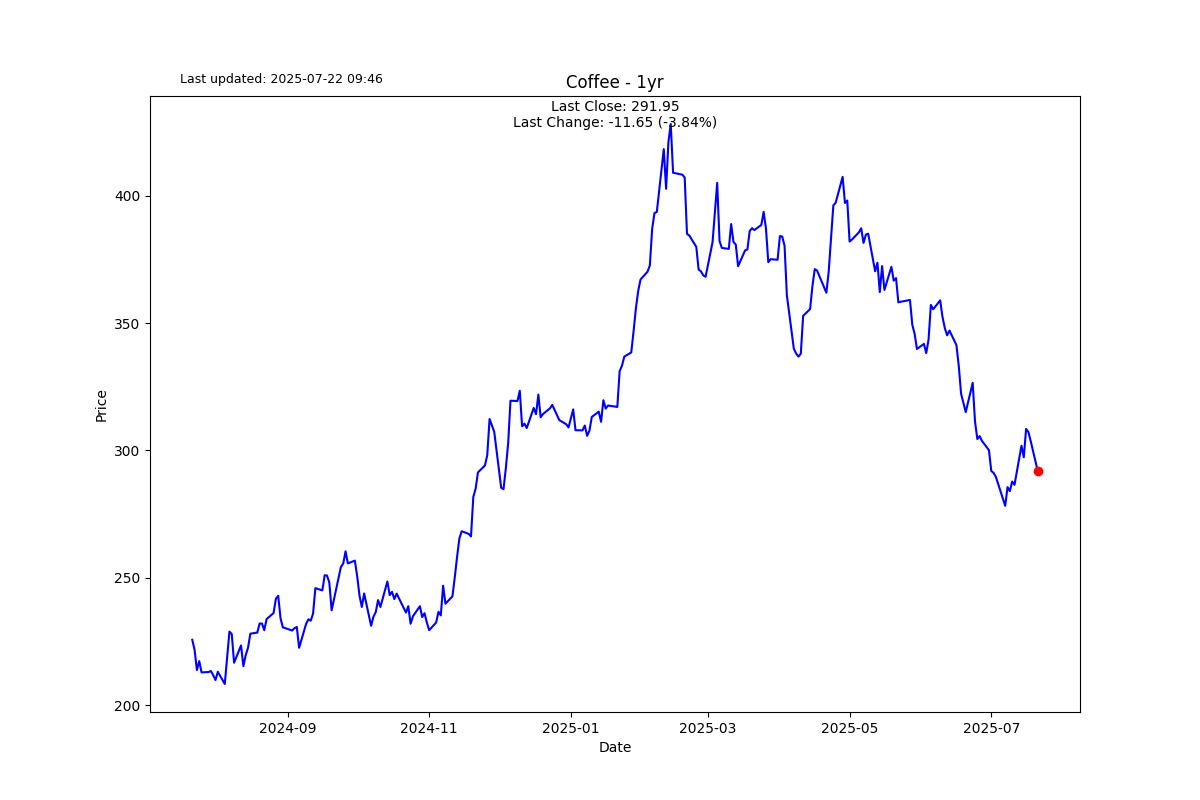 Last updated: 2025-07-22 09:46
Coffee - 1yr
Last Close: 291.95
Last Change: -11.65 (-3.84%)
Price
400
350
300
250
200
2024-09
2024-11
2025-01
2025-03
2025-05
2025-07
Date